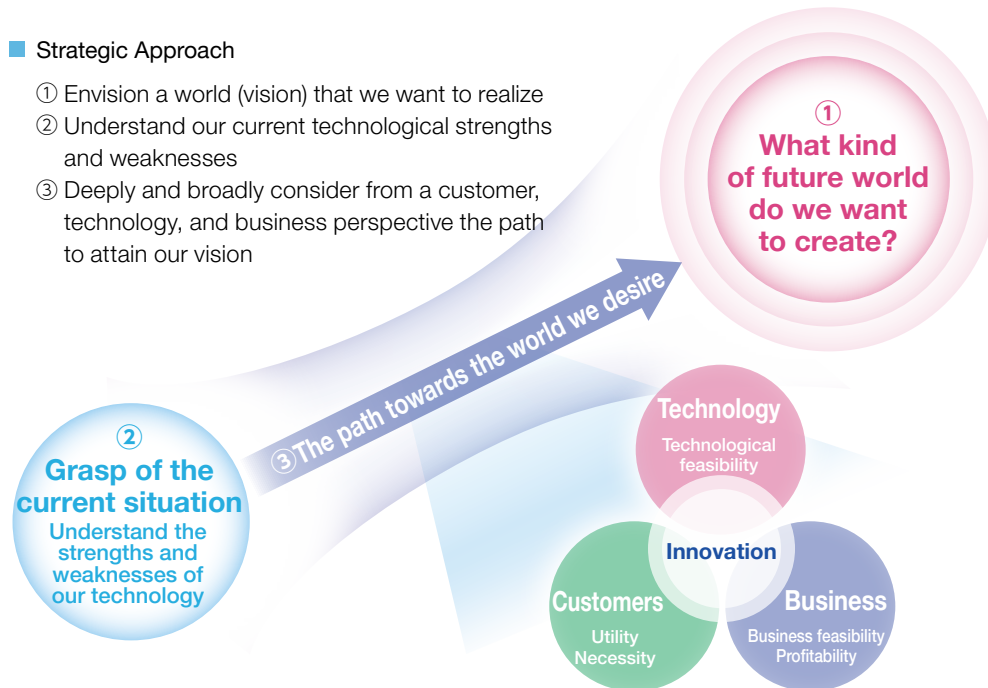 Strategic Approach
① Envision a world (vision) that we want to realize
② Understand our current technological strengths
and weaknesses
③ Deeply and broadly consider from a customer,
technology, and business perspective the path
to attain our vision
①
What kind
of future world
do we want
to create?
③The path towards the world we desire
②
Grasp of the
current situation
Understand the
strengths and
weaknesses of
our technology
Technology
Technological
feasibility
Innovation
Customers
Utility
Necessity
Business
Business feasibility
Profitability